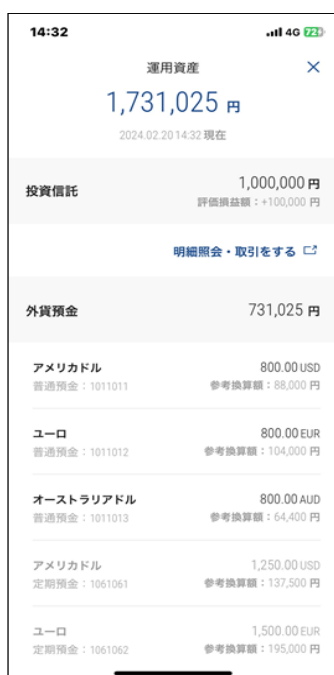 14:32 4G 72
運用資産
1,731,025 円
2024.02.20 14:32 現在
投資信託 1,000,000 円
評価損益額：+100,000 円
明細照会・取引をする
外貨預金 731,025 円
アメリカドル 800.00 USD
普通預金：1011011 参考換算額：88,000 円
ユーロ 800.00 EUR
普通預金：1011012 参考換算額：104,000 円
オーストラリアドル 800.00 AUD
普通預金：1011013 参考換算額：64,400 円
アメリカドル 1,250.00 USD
定期預金：1061061 参考換算額：137,500 円
ユーロ 1,500.00 EUR
定期預金：1061062 参考換算額：195,000 円